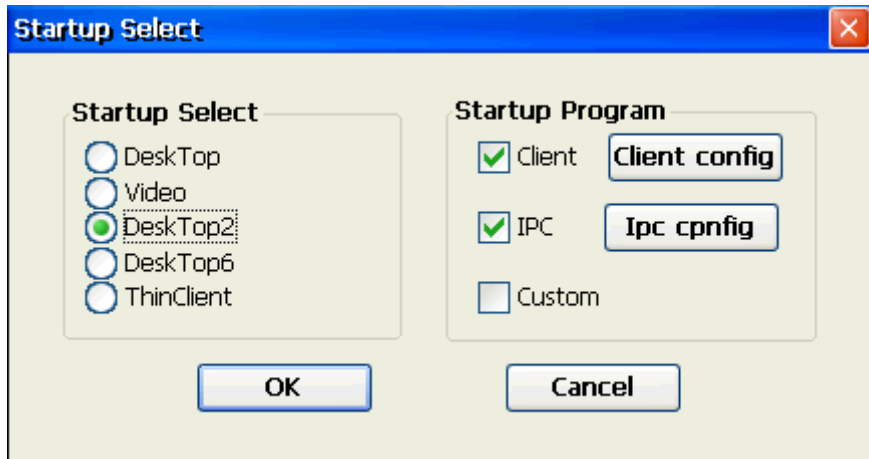 Startup Select
Startup Select
DeskTop
Video
DeskTop2
DeskTop6
ThinClient
Startup Program
Client
Client config
IPC
Ipc cpnfig
Custom
OK
Cancel